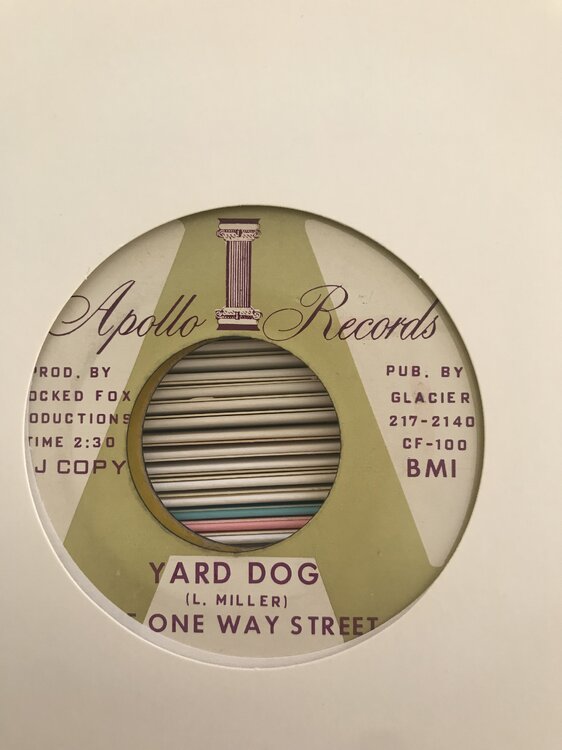 Apollo Records
PROD. BY
OCKED FOX
ODUCTIONS
TIME 2:30
J COPY
PUB. BY
GLACIER
217-2140
CF-100
BMI
YARD DOG
(L. MILLER)
ONE WAY STREET